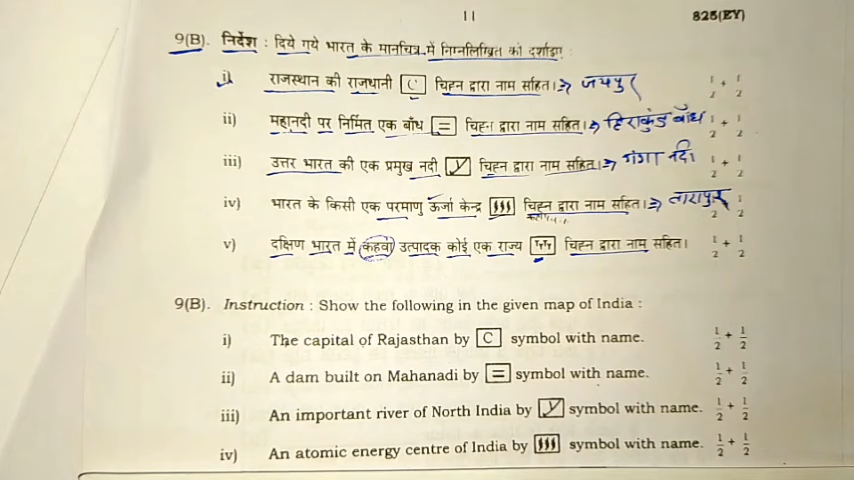 11
825(EY)
9(B). निर्देश : दिये गये भारत के मानचित्र में निम्नलिखित को दर्शाइए :
i) राजस्थान की राजधानी C चिह्न द्वारा नाम सहित। ⇒ जयपुर 1/2 + 1/2
ii) महानदी पर निर्मित एक बाँध = चिह्न द्वारा नाम सहित। ⇒ हिराकुंड बाँध 1/2 + 1/2
iii) उत्तर भारत की एक प्रमुख नदी चिह्न द्वारा नाम सहित। ⇒ गंगा नदी 1/2 + 1/2
iv) भारत के किसी एक परमाणु ऊर्जा केन्द्र चिह्न द्वारा नाम सहित। ⇒ तारापुर 1/2 1/2
v) दक्षिण भारत में कहवा उत्पादक कोई एक राज्य चिह्न द्वारा नाम सहित। 1/2 + 1/2
9(B). Instruction : Show the following in the given map of India :
i) The capital of Rajasthan by C symbol with name. 1/2 + 1/2
ii) A dam built on Mahanadi by = symbol with name. 1/2 + 1/2
iii) An important river of North India by symbol with name. 1/2 + 1/2
iv) An atomic energy centre of India by symbol with name. 1/2 + 1/2